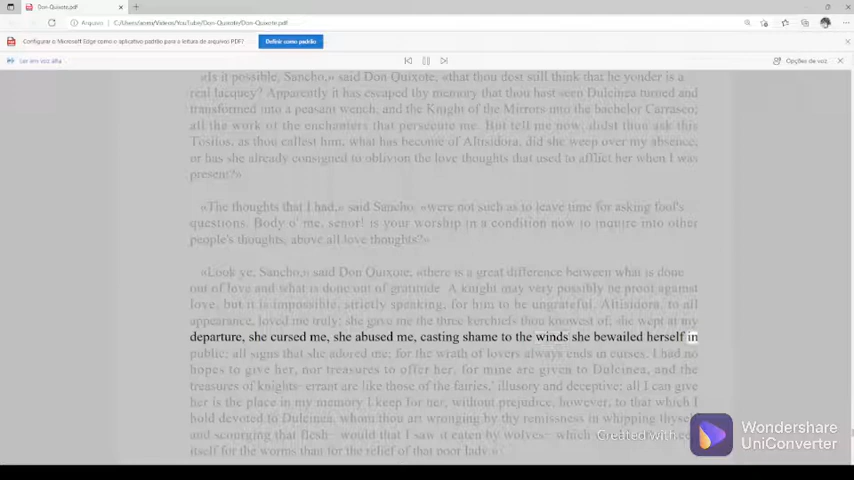 Don-Quixote.pdf
Arquivo
C:/Users/acera/Videos/YouTube/Don-Quixote/Don-Quixote.pdf
Configurar o Microsoft Edge como o aplicativo padrão para a leitura de arquivos PDF?
Definir como padrão
Ler em voz alta
Opções de voz
«Is it possible, Sancho,» said Don Quixote, «that thou dost still think that he yonder is a
real lacquey? Apparently it has escaped thy memory that thou hast seen Dulcinea turned and
transformed into a peasant wench, and the Knight of the Mirrors into the bachelor Carrasco;
all the work of the enchanters that persecute me. But tell me now, didst thou ask this
Tosilos, as thou callest him, what has become of Altisidora, did she weep over my absence,
or has she already consigned to oblivion the love thoughts that used to afflict her when I was
present?»
«The thoughts that I had,» said Sancho, «were not such as to leave time for asking fool's
questions. Body o' me, senor! is your worship in a condition now to inquire into other
people's thoughts, above all love thoughts?»
«Look ye, Sancho,» said Don Quixote, «there is a great difference between what is done
out of love and what is done out of gratitude. A knight may very possibly be proof against
love; but it is impossible, strictly speaking, for him to be ungrateful. Altisidora, to all
appearance, loved me truly; she gave me the three kerchiefs thou knowest of; she wept at my
departure, she cursed me, she abused me, casting shame to the winds she bewailed herself in
public; all signs that she adored me; for the wrath of lovers always ends in curses. I had no
hopes to give her, nor treasures to offer her, for mine are given to Dulcinea, and the
treasures of knights- errant are like those of the fairies,' illusory and deceptive; all I can give
her is the place in my memory I keep for her, without prejudice, however, to that which I
hold devoted to Dulcinea, whom thou art wronging by thy remissness in whipping thyself
and scourging that flesh- would that I saw it eaten by wolves- which
itself for the worms than for the relief of that poor lady.»
Created with
Wondershare
UniConverter